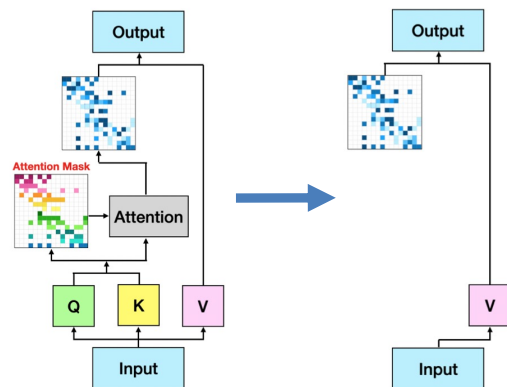 Output
Attention Mask
Attention
Q
K
V
Input
Output
V
Input